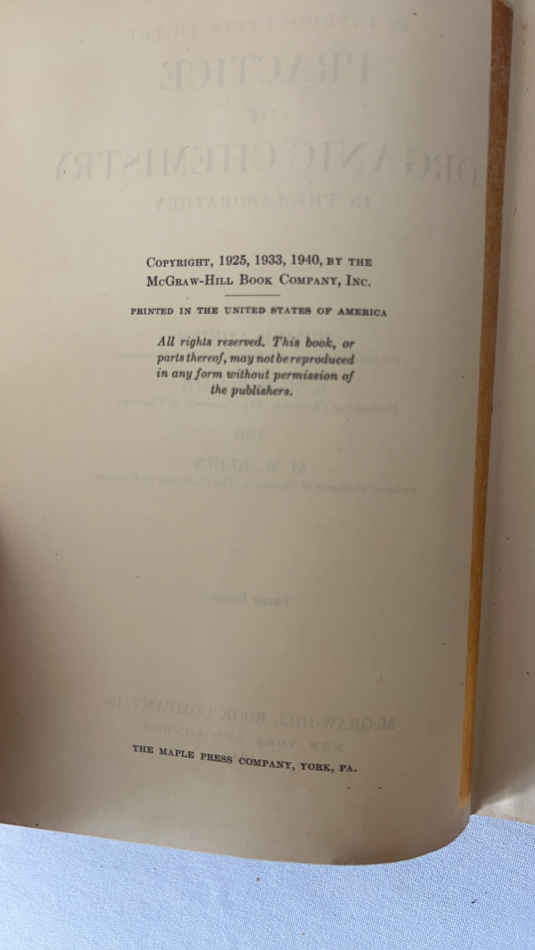 COPYRIGHT, 1925, 1933, 1940, BY THE
MCGRAW-HILL BOOK COMPANY, INC.
PRINTED IN THE UNITED STATES OF AMERICA
All rights reserved. This book, or
parts thereof, may not be reproduced
in any form without permission of
the publishers.
THE MAPLE PRESS COMPANY, YORK, PA.